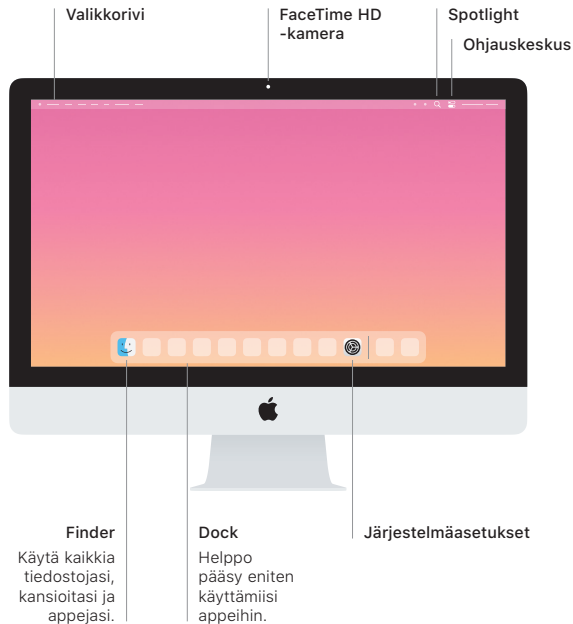 Valikkorivi
FaceTime HD
-kamera
Spotlight
Ohjauskeskus
Finder
Käytä kaikkia
tiedostojasi,
kansioitasi ja
appejasi.
Dock
Helppo
pääsy eniten
käyttämiisi
appeihin.
Järjestelmäasetukset